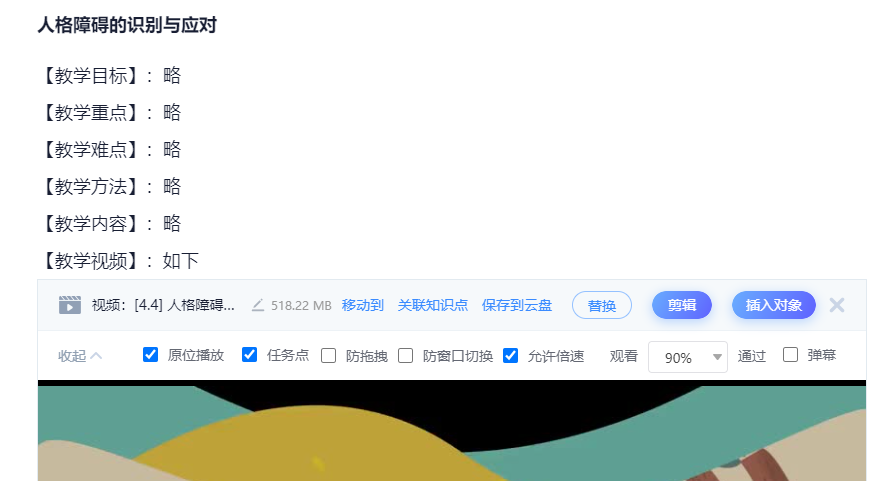 人格障碍的识别与应对
【教学目标】：略
【教学重点】：略
【教学难点】：略
【教学方法】：略
【教学内容】：略
【教学视频】：如下
视频：[4.4] 人格障碍... 518.22 MB 移动到 关联知识点 保存到云盘 替换 剪辑 插入对象
收起 原位播放 任务点 防拖拽 防窗口切换 允许倍速 观看 90% 通过 弹幕